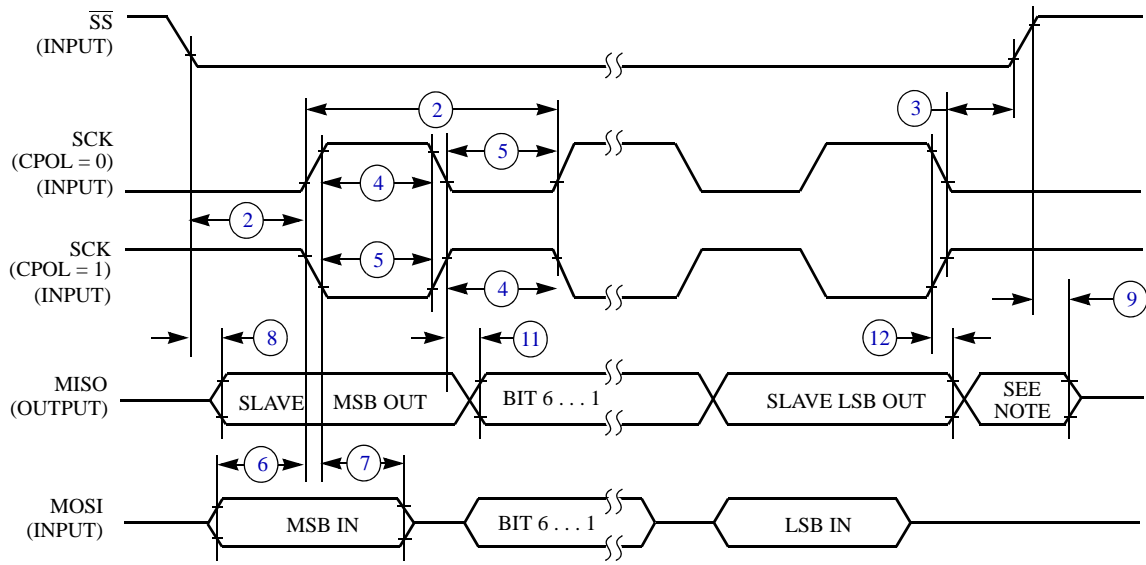 SS
(INPUT)
2
3
SCK
(CPOL = 0)
(INPUT)
5
4
2
SCK
(CPOL = 1)
(INPUT)
5
4
9
8
11
12
MISO
(OUTPUT)
SLAVE MSB OUT
BIT 6 . . . 1
SLAVE LSB OUT
SEE
NOTE
6
7
MOSI
(INPUT)
MSB IN
BIT 6 . . . 1
LSB IN